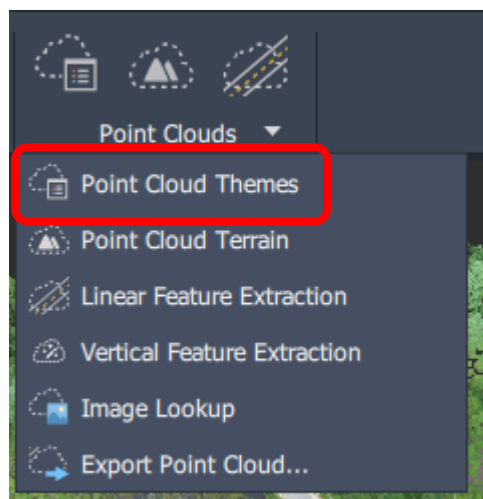 Point Clouds
Point Cloud Themes
Point Cloud Terrain
Linear Feature Extraction
Vertical Feature Extraction
Image Lookup
Export Point Cloud...